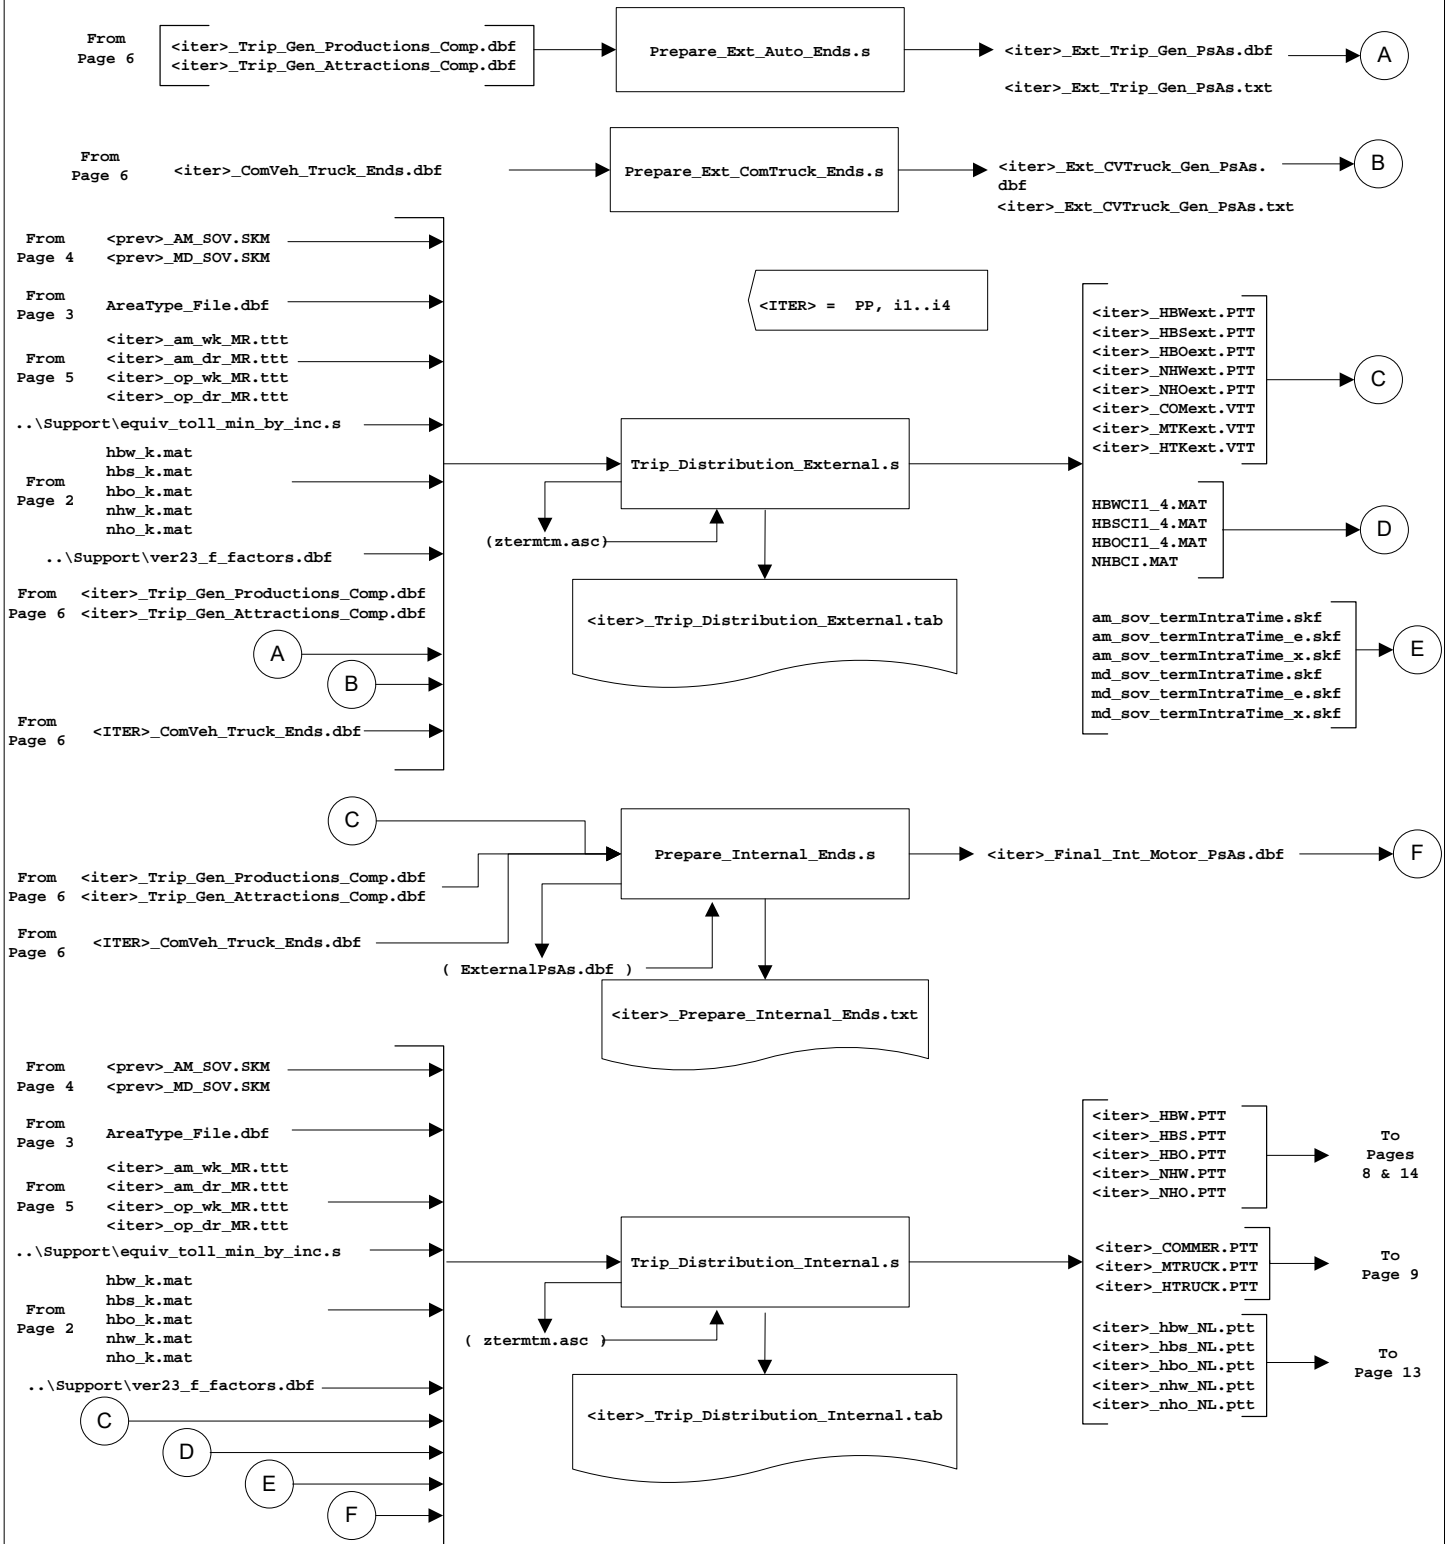 From
Page 6
<iter>_Trip_Gen_Productions_Comp.dbf
<iter>_Trip_Gen_Attractions_Comp.dbf
Prepare_Ext_Auto_Ends.s
<iter>_Ext_Trip_Gen_PsAs.dbf
<iter>_Ext_Trip_Gen_PsAs.txt
A
From
Page 6
<iter>_ComVeh_Truck_Ends.dbf
Prepare_Ext_ComTruck_Ends.s
<iter>_Ext_CVTruck_Gen_PsAs.
dbf
<iter>_Ext_CVTruck_Gen_PsAs.txt
B
From
Page 4
<prev>_AM_SOV.SKM
<prev>_MD_SOV.SKM
From
Page 3
AreaType_File.dbf
From
Page 5
<iter>_am_wk_MR.ttt
<iter>_am_dr_MR.ttt
<iter>_op_wk_MR.ttt
<iter>_op_dr_MR.ttt
..\Support\equiv_toll_min_by_inc.s
From
Page 2
hbw_k.mat
hbs_k.mat
hbo_k.mat
nhw_k.mat
nho_k.mat
..\Support\ver23_f_factors.dbf
From
Page 6
<iter>_Trip_Gen_Productions_Comp.dbf
<iter>_Trip_Gen_Attractions_Comp.dbf
A
B
From
Page 6
<ITER>_ComVeh_Truck_Ends.dbf
<ITER> =  PP, i1..i4
Trip_Distribution_External.s
(ztermtm.asc)
<iter>_Trip_Distribution_External.tab
<iter>_HBWext.PTT
<iter>_HBSext.PTT
<iter>_HBOext.PTT
<iter>_NHWext.PTT
<iter>_NHOext.PTT
<iter>_COMext.VTT
<iter>_MTKext.VTT
<iter>_HTKext.VTT
C
HBWCI1_4.MAT
HBSCI1_4.MAT
HBOCI1_4.MAT
NHBCI.MAT
D
am_sov_termIntraTime.skf
am_sov_termIntraTime_e.skf
am_sov_termIntraTime_x.skf
md_sov_termIntraTime.skf
md_sov_termIntraTime_e.skf
md_sov_termIntraTime_x.skf
E
C
From
Page 6
<iter>_Trip_Gen_Productions_Comp.dbf
<iter>_Trip_Gen_Attractions_Comp.dbf
From
Page 6
<ITER>_ComVeh_Truck_Ends.dbf
Prepare_Internal_Ends.s
( ExternalPsAs.dbf )
<iter>_Prepare_Internal_Ends.txt
<iter>_Final_Int_Motor_PsAs.dbf
F
From
Page 4
<prev>_AM_SOV.SKM
<prev>_MD_SOV.SKM
From
Page 3
AreaType_File.dbf
From
Page 5
<iter>_am_wk_MR.ttt
<iter>_am_dr_MR.ttt
<iter>_op_wk_MR.ttt
<iter>_op_dr_MR.ttt
..\Support\equiv_toll_min_by_inc.s
From
Page 2
hbw_k.mat
hbs_k.mat
hbo_k.mat
nhw_k.mat
nho_k.mat
..\Support\ver23_f_factors.dbf
C
D
E
F
Trip_Distribution_Internal.s
( ztermtm.asc )
<iter>_Trip_Distribution_Internal.tab
<iter>_HBW.PTT
<iter>_HBS.PTT
<iter>_HBO.PTT
<iter>_NHW.PTT
<iter>_NHO.PTT
To
Pages
8 & 14
<iter>_COMMER.PTT
<iter>_MTRUCK.PTT
<iter>_HTRUCK.PTT
To
Page 9
<iter>_hbw_NL.ptt
<iter>_hbs_NL.ptt
<iter>_hbo_NL.ptt
<iter>_nhw_NL.ptt
<iter>_nho_NL.ptt
To
Page 13